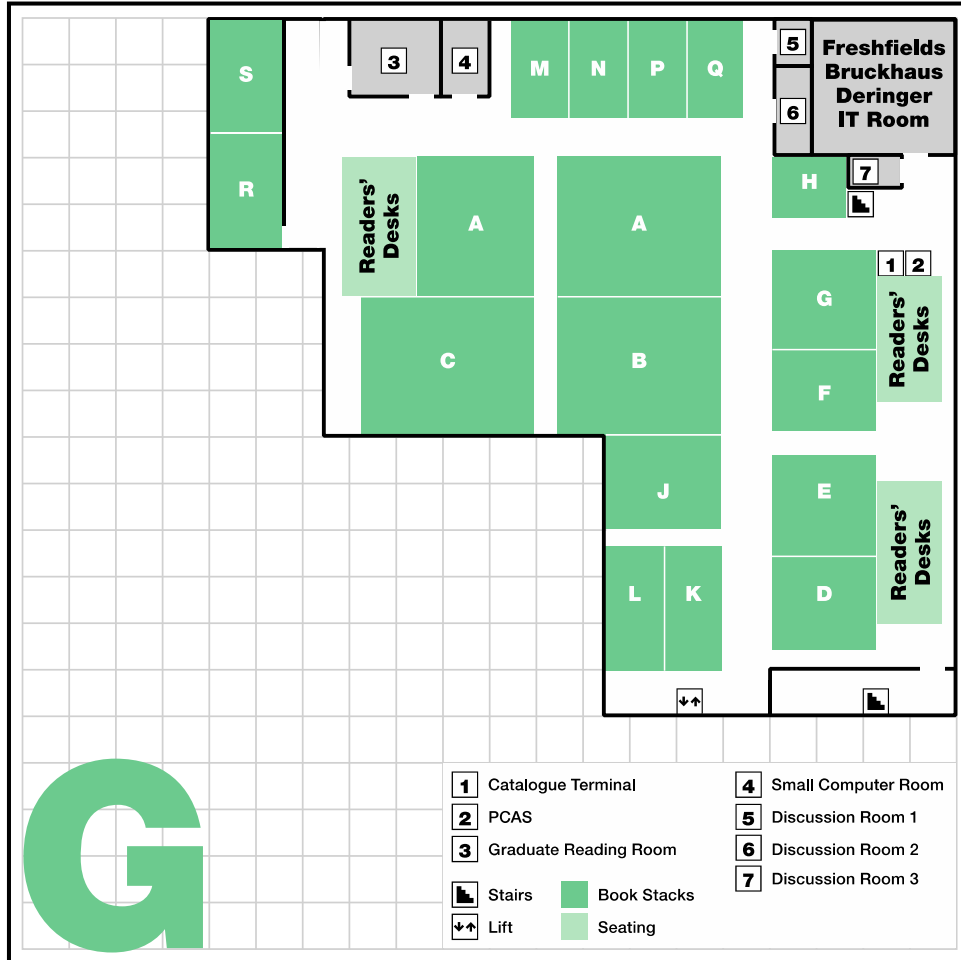 S
3
4
M
N
P
Q
5
6
Freshfields
Bruckhaus
Deringer
IT Room
R
Readers'
Desks
A
A
H
7
1
2
G
Readers'
Desks
C
B
F
J
E
Readers'
Desks
L
K
D
G
1 Catalogue Terminal
2 PCAS
3 Graduate Reading Room
Stairs
Book Stacks
Lift
Seating
4 Small Computer Room
5 Discussion Room 1
6 Discussion Room 2
7 Discussion Room 3